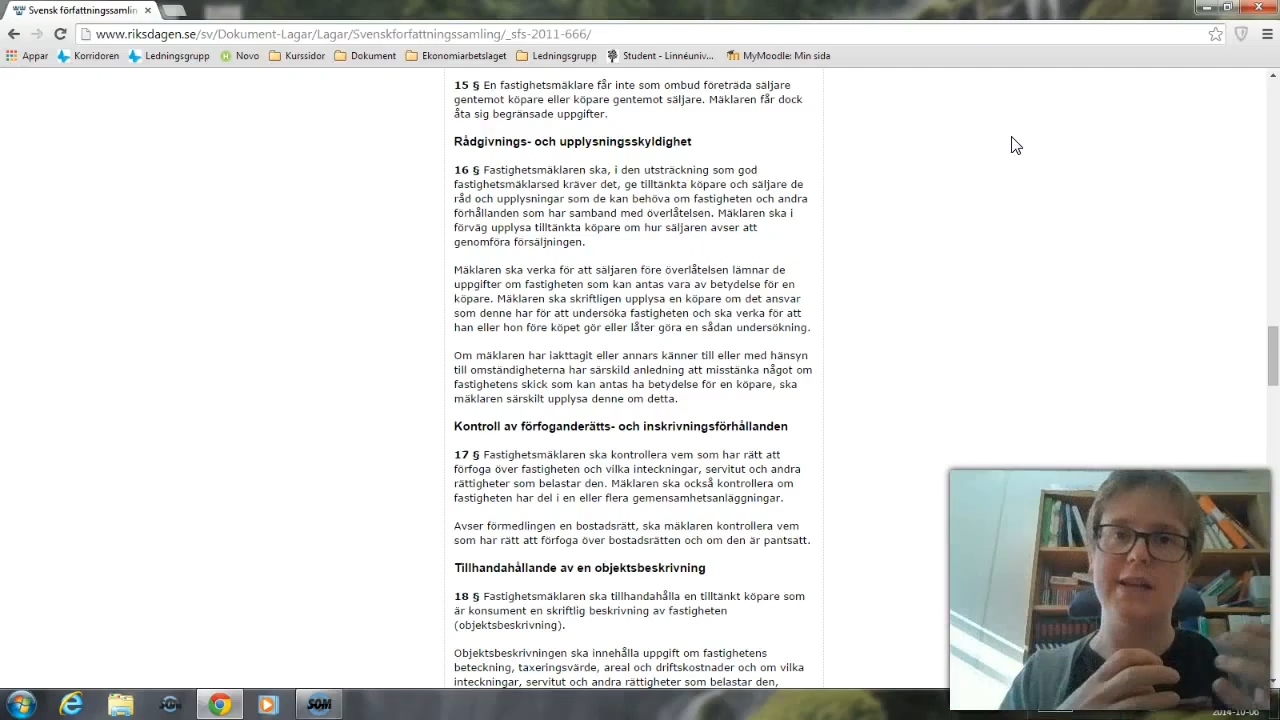 Svensk författningssamlin
www.riksdagen.se/sv/Dokument-Lagar/Lagar/Svenskforfattningssamling/_sfs-2011-666/
Appar Korridoren Ledningsgrupp Novo Kurssidor Dokument Ekonomiarbetslaget Ledningsgrupp Student - Linnéuniv... MyMoodle: Min sida
15 § En fastighetsmäklare får inte som ombud företräda säljare
gentemot köpare eller köpare gentemot säljare. Mäklaren får dock
åta sig begränsade uppgifter.
Rådgivnings- och upplysningsskyldighet
16 § Fastighetsmäklaren ska, i den utsträckning som god
fastighetsmäklarsed kräver det, ge tilltänkta köpare och säljare de
råd och upplysningar som de kan behöva om fastigheten och andra
förhållanden som har samband med överlåtelsen. Mäklaren ska i
förväg upplysa tilltänkta köpare om hur säljaren avser att
genomföra försäljningen.
Mäklaren ska verka för att säljaren före överlåtelsen lämnar de
uppgifter om fastigheten som kan antas vara av betydelse för en
köpare. Mäklaren ska skriftligen upplysa en köpare om det ansvar
som denne har för att undersöka fastigheten och ska verka för att
han eller hon före köpet gör eller låter göra en sådan undersökning.
Om mäklaren har iakttagit eller annars känner till eller med hänsyn
till omständigheterna har särskild anledning att misstänka något om
fastighetens skick som kan antas ha betydelse för en köpare, ska
mäklaren särskilt upplysa denne om detta.
Kontroll av förfoganderätts- och inskrivningsförhållanden
17 § Fastighetsmäklaren ska kontrollera vem som har rätt att
förfoga över fastigheten och vilka inteckningar, servitut och andra
rättigheter som belastar den. Mäklaren ska också kontrollera om
fastigheten har del i en eller flera gemensamhetsanläggningar.
Avser förmedlingen en bostadsrätt, ska mäklaren kontrollera vem
som har rätt att förfoga över bostadsrätten och om den är pantsatt.
Tillhandahållande av en objektsbeskrivning
18 § Fastighetsmäklaren ska tillhandahålla en tilltänkt köpare som
är konsument en skriftlig beskrivning av fastigheten
(objektsbeskrivning).
Objektsbeskrivningen ska innehålla uppgift om fastighetens
beteckning, taxeringsvärde, areal och driftskostnader och om vilka
inteckningar, servitut och andra rättigheter som belastar den,
SOM
SOM
2014-10-06